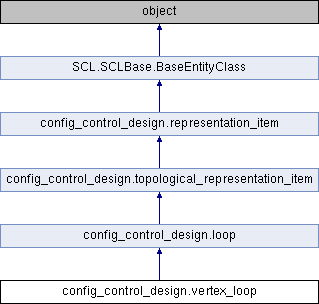 object
SCL.SCLBase.BaseEntityClass
config_control_design.representation_item
config_control_design.topological_representation_item
config_control_design.loop
config_control_design.vertex_loop